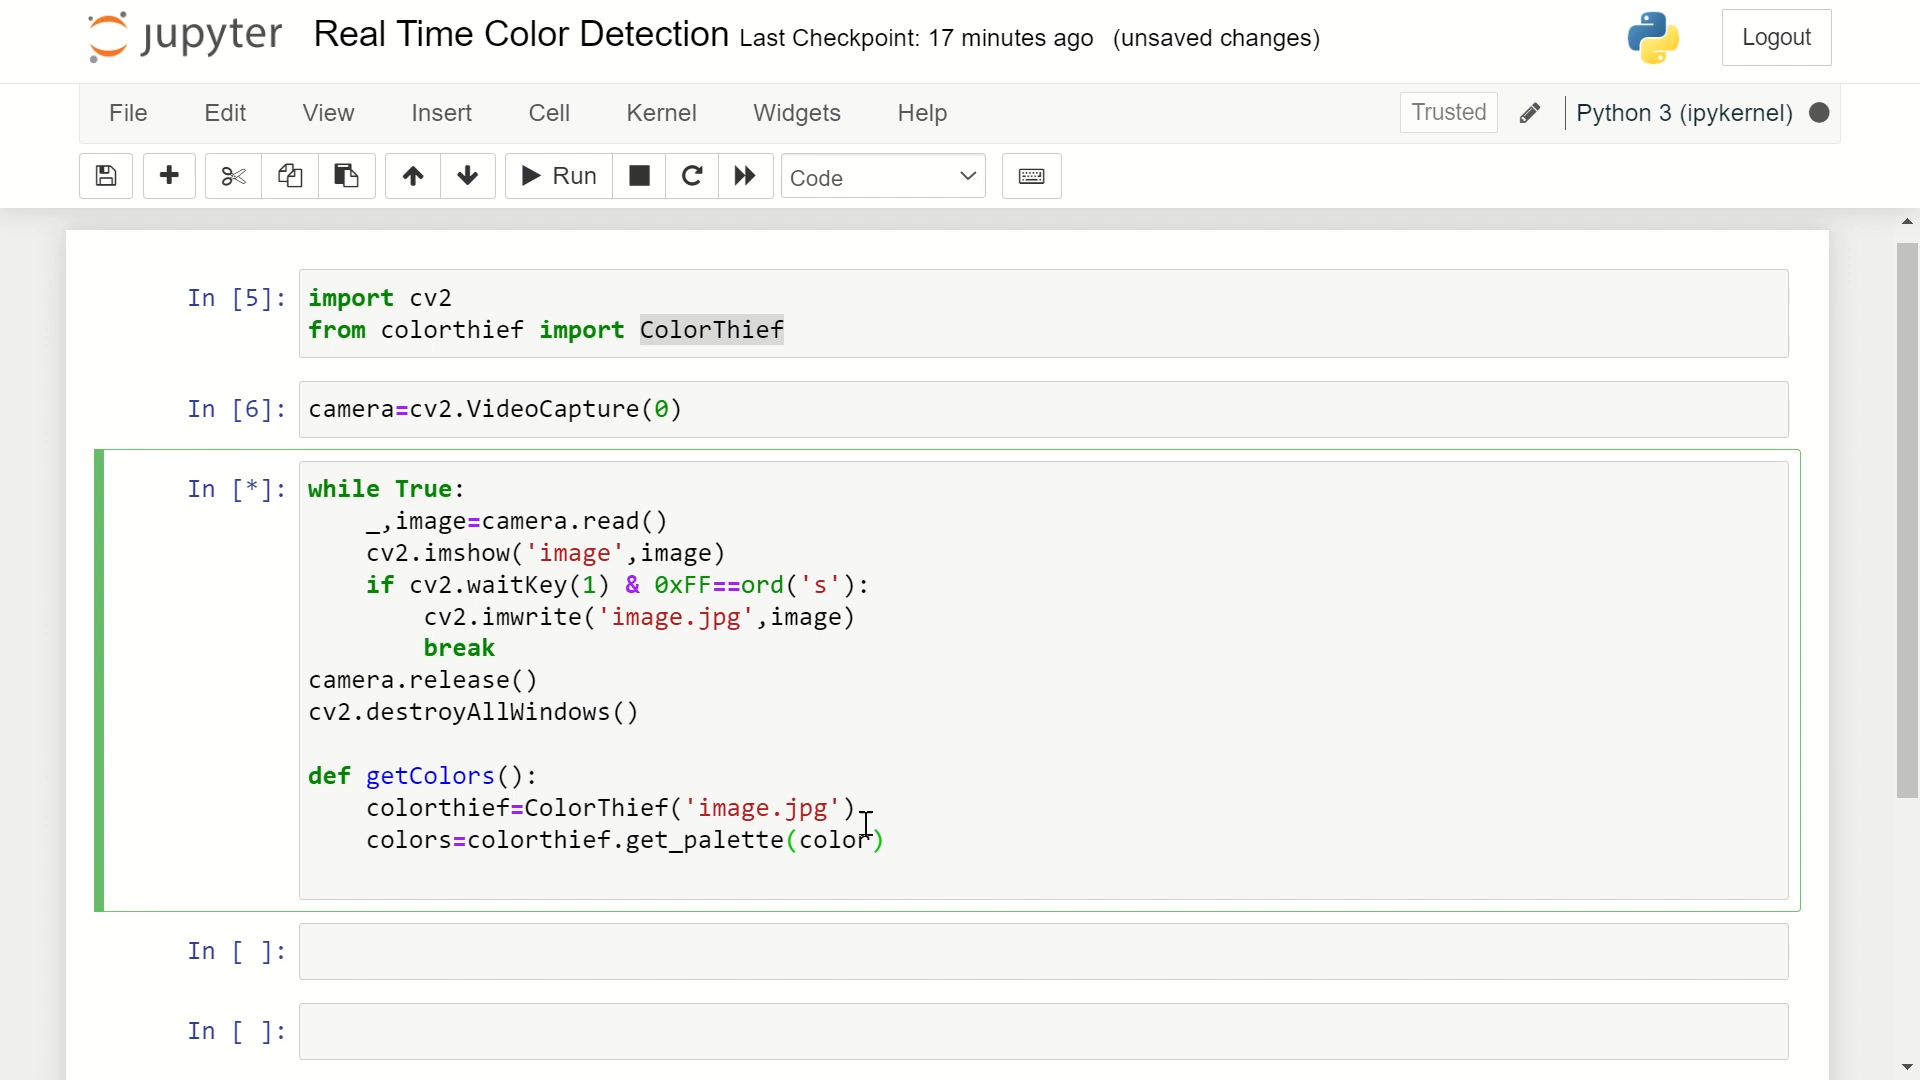 jupyter Real Time Color Detection Last Checkpoint: 17 minutes ago (unsaved changes) Logout
File Edit View Insert Cell Kernel Widgets Help Trusted Python 3 (ipykernel)
Run Code
In [5]: import cv2
from colorthief import ColorThief
In [6]: camera=cv2.VideoCapture(0)
In [*]: while True:
    _,image=camera.read()
    cv2.imshow('image',image)
    if cv2.waitKey(1) & 0xFF==ord('s'):
        cv2.imwrite('image.jpg',image)
        break
camera.release()
cv2.destroyAllWindows()
def getColors():
    colorthief=ColorThief('image.jpg')
    colors=colorthief.get_palette(color)
In [ ]:
In [ ]: